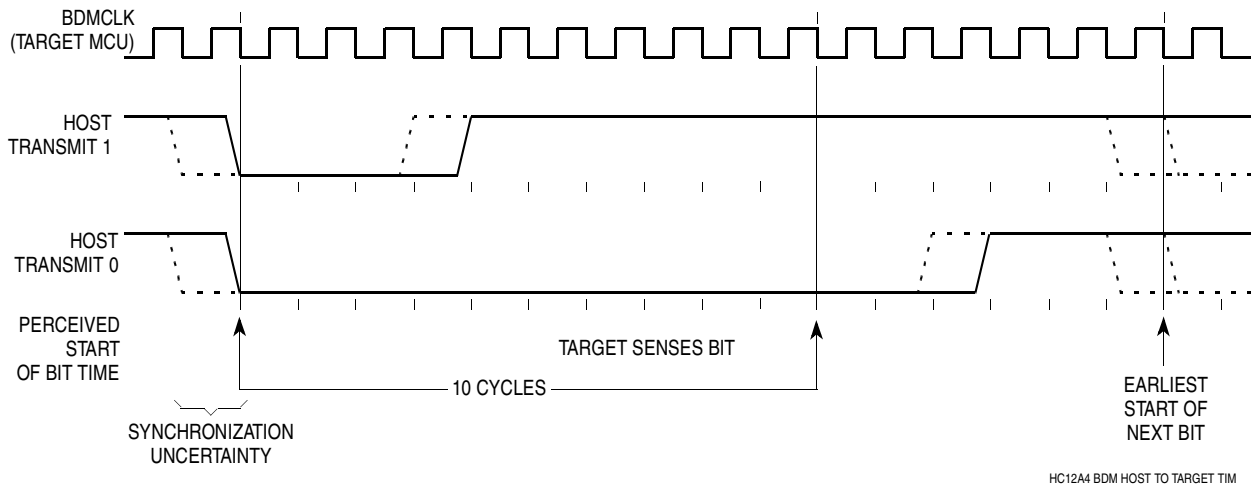 BDMCLK
(TARGET MCU)
HOST
TRANSMIT 1
HOST
TRANSMIT 0
PERCEIVED
START
OF BIT TIME
TARGET SENSES BIT
10 CYCLES
EARLIEST
START OF
NEXT BIT
SYNCHRONIZATION
UNCERTAINTY
HC12A4 BDM HOST TO TARGET TIM